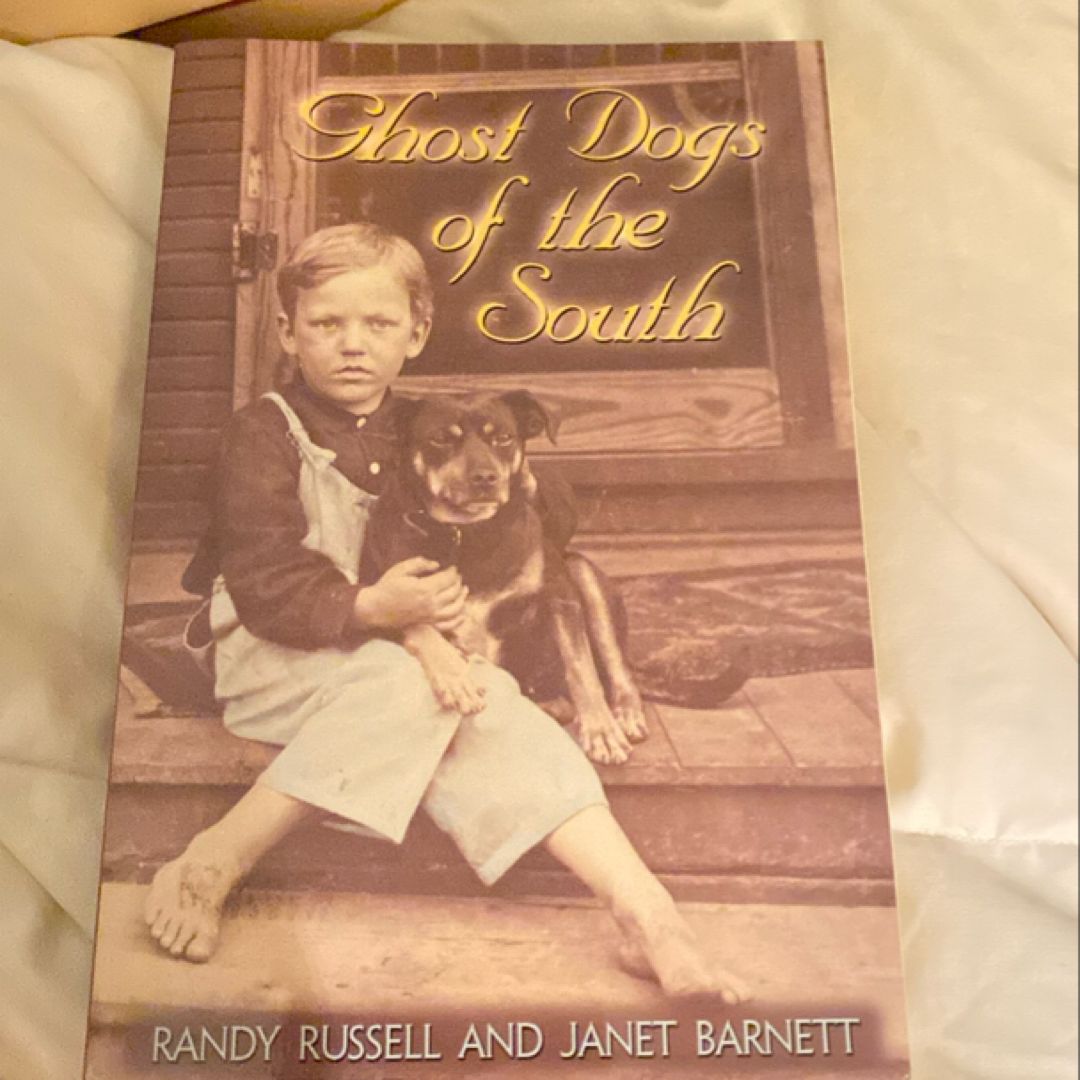 Ghost Dogs
of the
South
RANDY RUSSELL AND JANET BARNETT